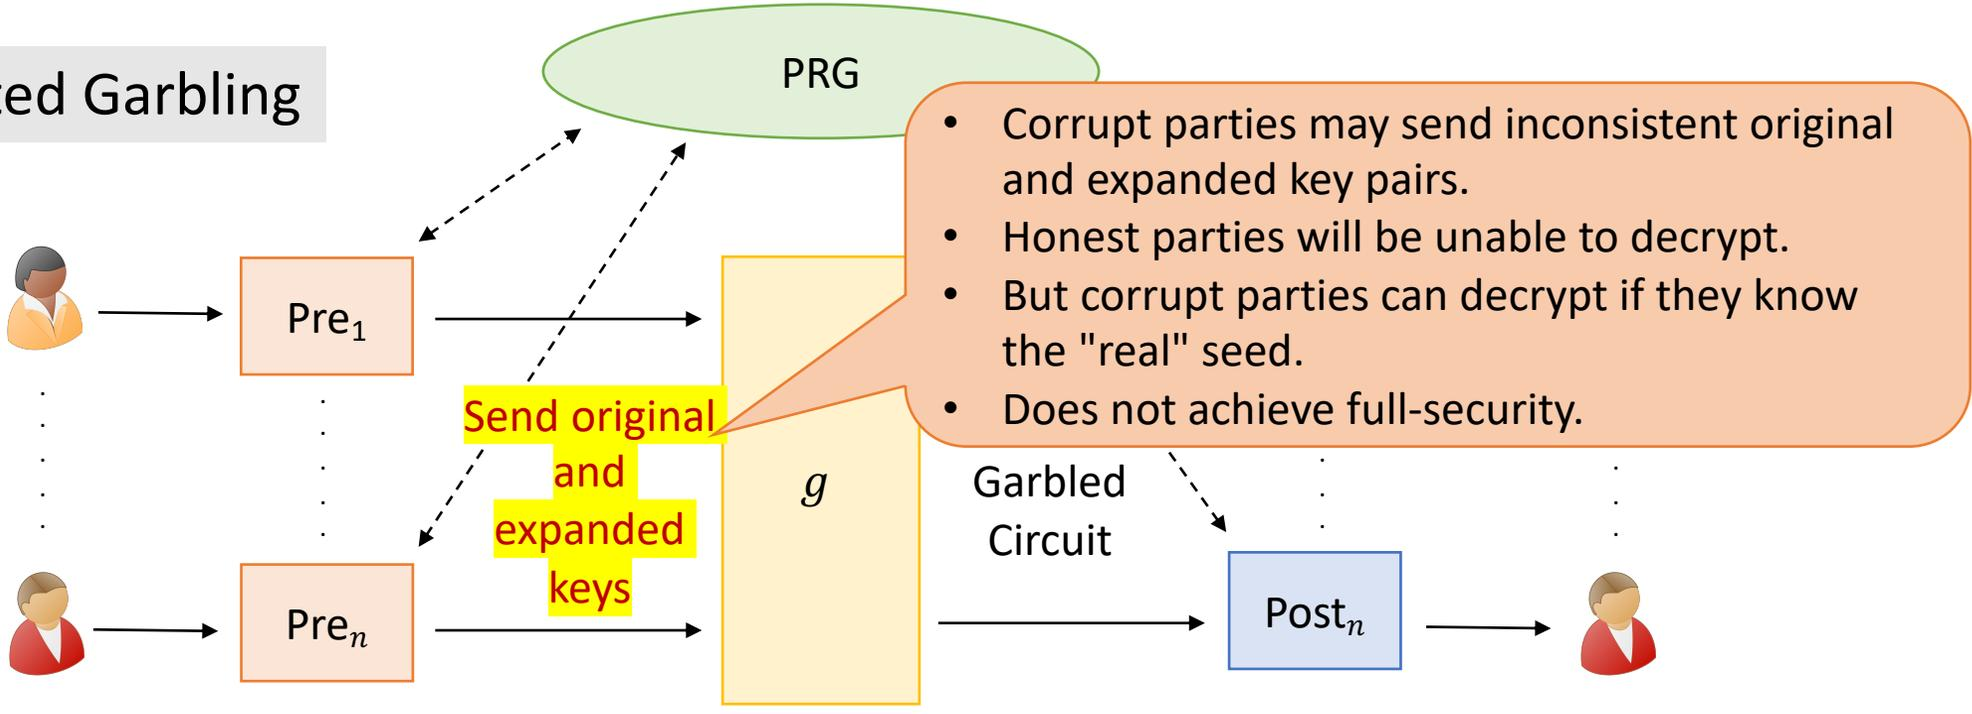 ted Garbling
PRG
• Corrupt parties may send inconsistent original
and expanded key pairs.
• Honest parties will be unable to decrypt.
• But corrupt parties can decrypt if they know
the "real" seed.
• Does not achieve full-security.
Pre₁
Send original
and
expanded
keys
g
Garbled
Circuit
Preₙ
Postₙ